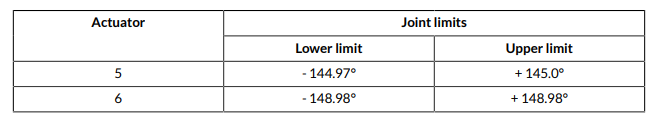 Actuator Joint limits
Lower limit Upper limit
5 - 144.97° + 145.0°
6 - 148.98° + 148.98°